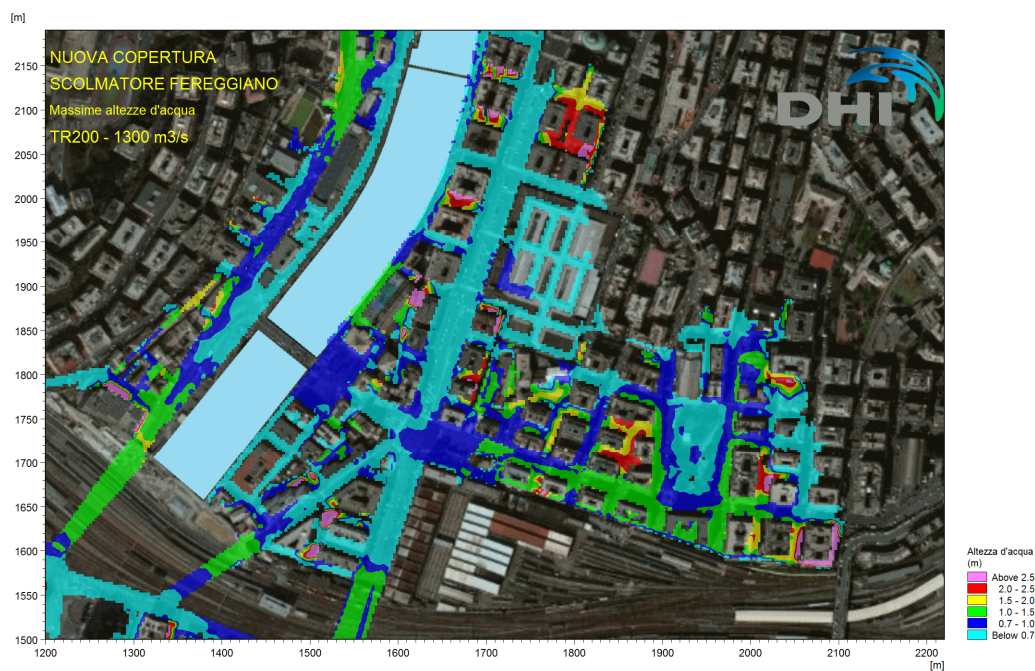 [m]
NUOVA COPERTURA
SCOLMATORE FEREGGIANO
Massime altezze d'acqua
TR200 - 1300 m3/s
DHI
2150
2100
2050
2000
1950
1900
1850
1800
1750
1700
1650
1600
1550
1500
1200 1300 1400 1500 1600 1700 1800 1900 2000 2100 2200
[m]
Altezza d'acqua
(m)
Above 2.5
2.0 - 2.5
1.5 - 2.0
1.0 - 1.5
0.7 - 1.0
Below 0.7